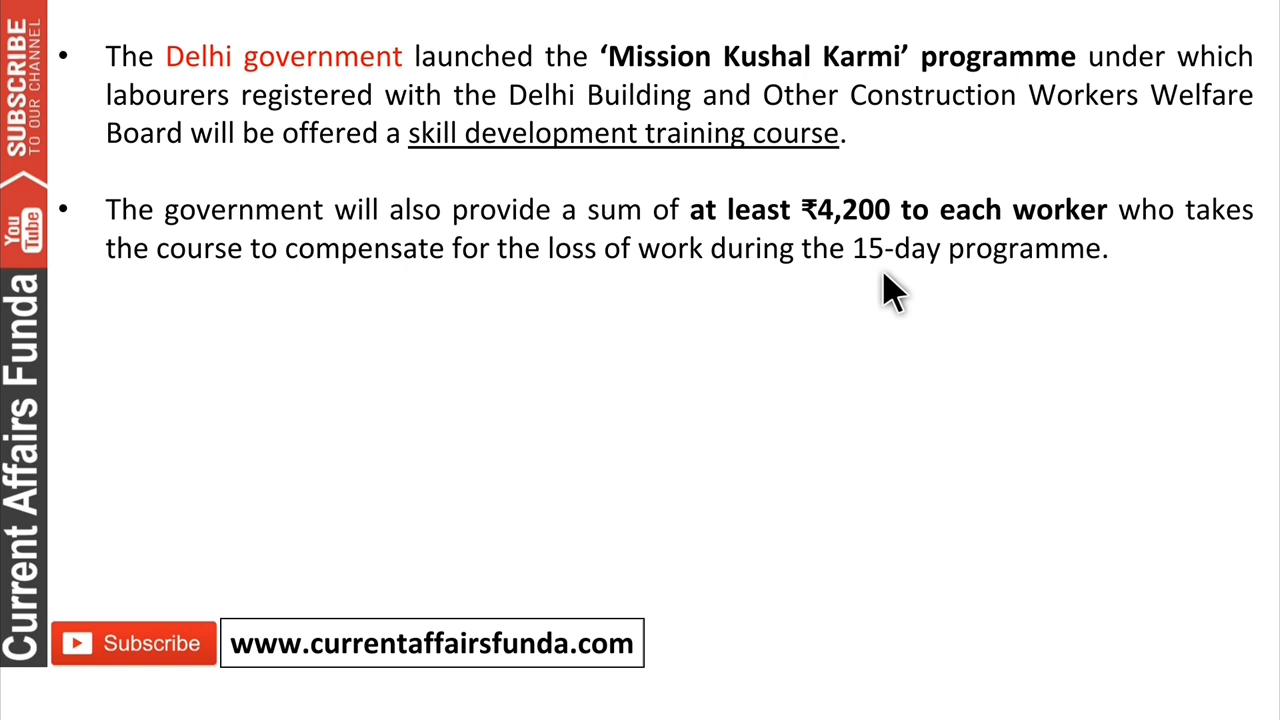 SUBSCRIBE
TO OUR CHANNEL
You
Tube
Current Affairs Funda
• The Delhi government launched the ‘Mission Kushal Karmi’ programme under which
labourers registered with the Delhi Building and Other Construction Workers Welfare
Board will be offered a skill development training course.
• The government will also provide a sum of at least ₹4,200 to each worker who takes
the course to compensate for the loss of work during the 15-day programme.
Subscribe
www.currentaffairsfunda.com